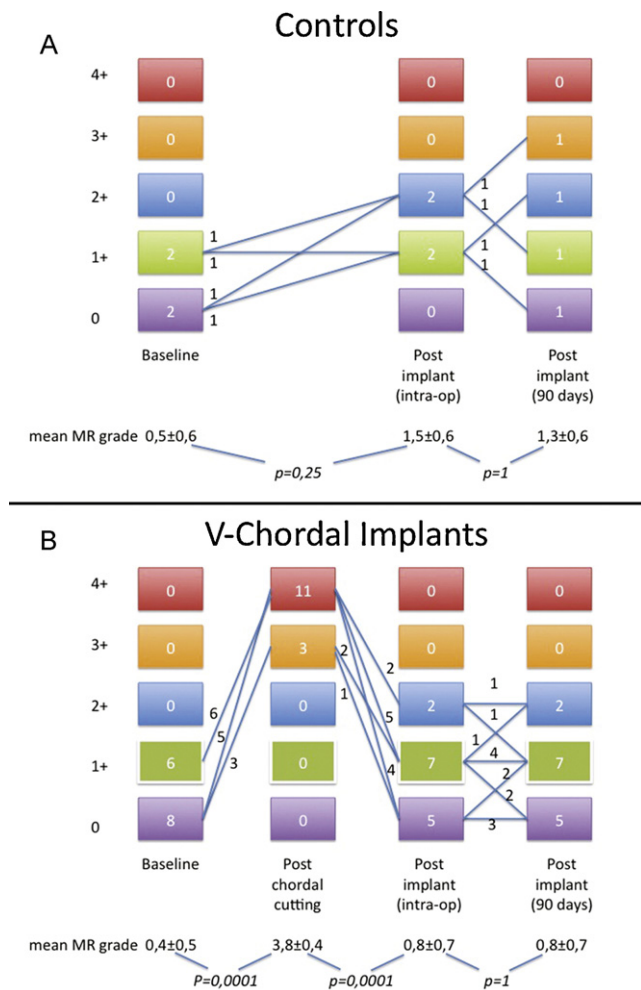 Controls
A
4+ 0 0 0
3+ 0 0 1
2+ 0 2 1
1 1
1+ 2 2 1
1 1
1 1
1 1
0 2 0 1
Baseline Post implant (intra-op) Post implant (90 days)
mean MR grade 0,5±0,6 1,5±0,6 1,3±0,6
p=0,25 p=1
B
V-Chordal Implants
4+ 0 11 0 0
3+ 0 3 0 0
2 2 1
1
2+ 0 0 2 2
6 5 1
5 3 1 4
1+ 6 0 7 7
4 2
2
0 8 0 5 5
3
Baseline Post chordal cutting Post implant (intra-op) Post implant (90 days)
mean MR grade 0,4±0,5 3,8±0,4 0,8±0,7 0,8±0,7
P=0,0001 p=0,0001 p=1